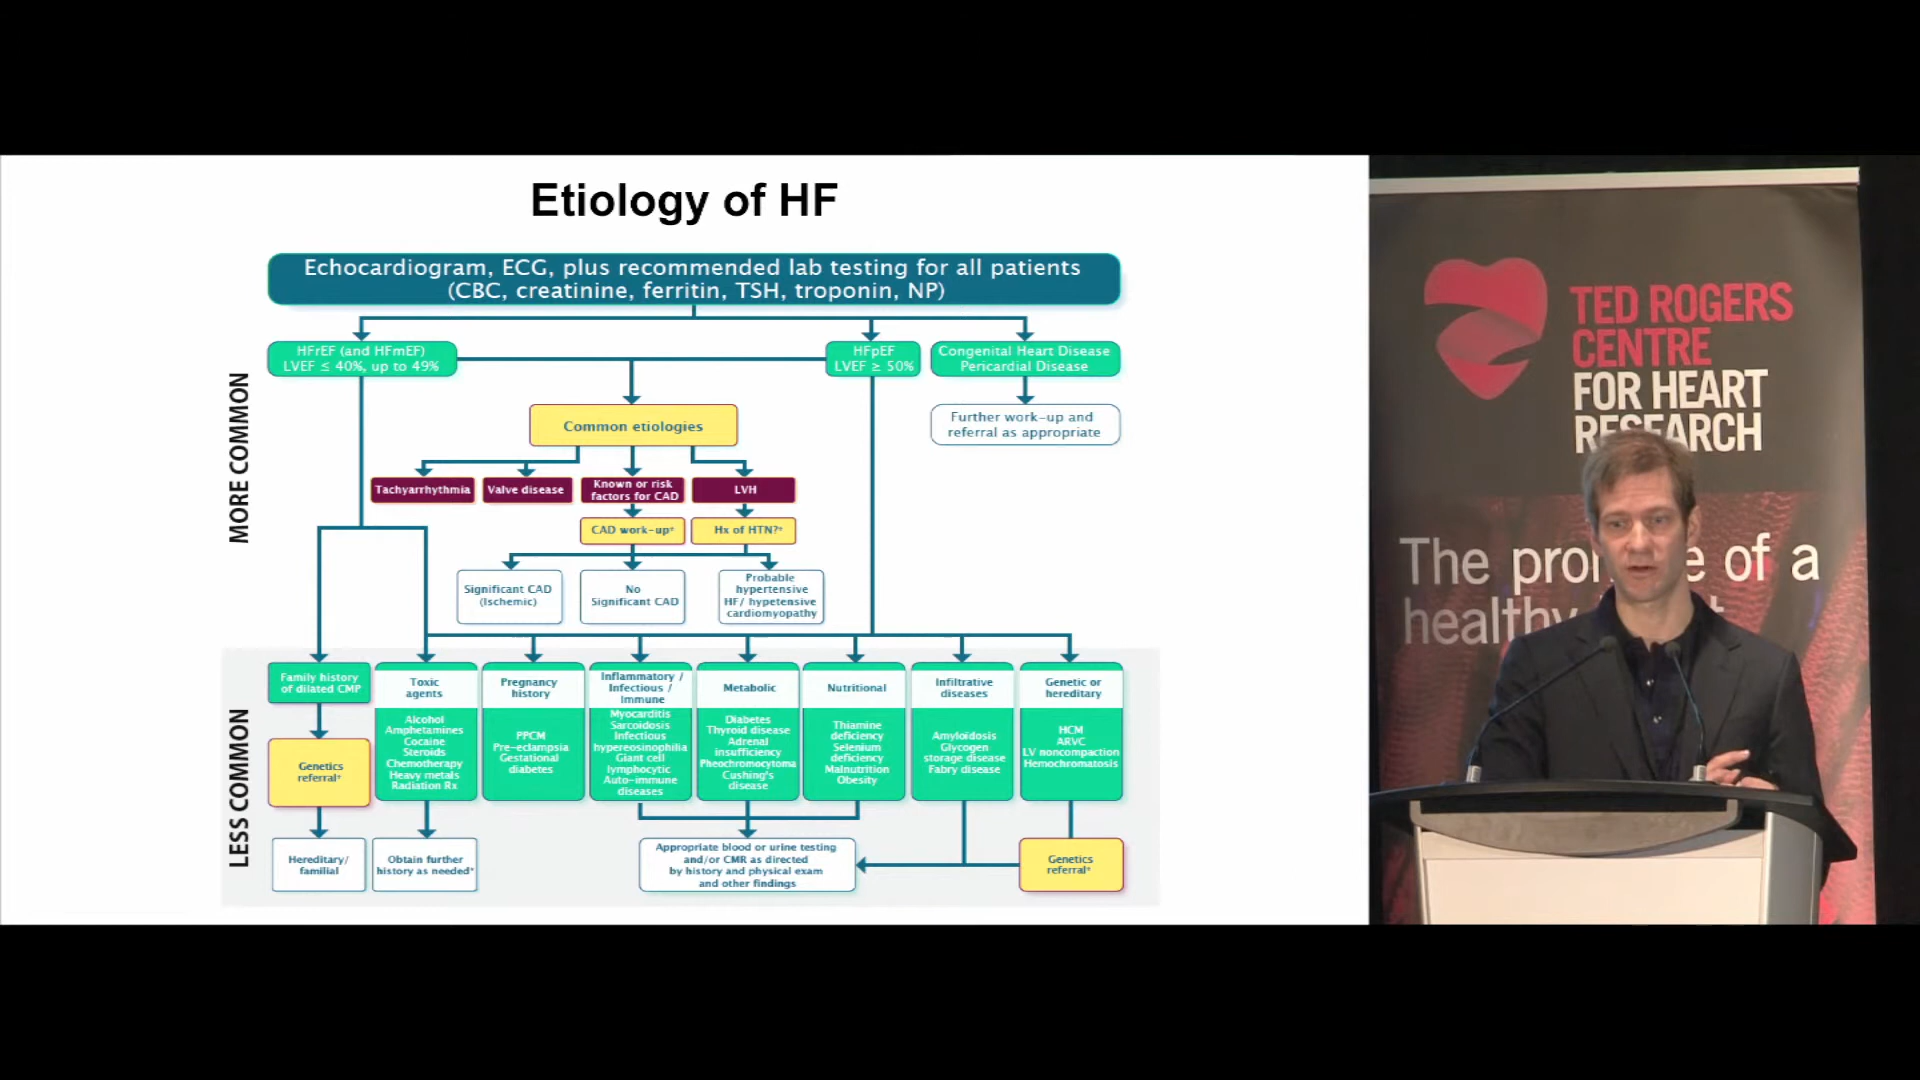 Etiology of HF
Echocardiogram, ECG, plus recommended lab testing for all patients
(CBC, creatinine, ferritin, TSH, troponin, NP)
HFrEF (and HFmEF)
LVEF ≤ 40%, up to 49%
HFpEF
LVEF ≥ 50%
Congenital Heart Disease
Pericardial Disease
Further work-up and
referral as appropriate
MORE COMMON
Common etiologies
Tachyarrhythmia
Valve disease
Known or risk
factors for CAD
LVH
CAD work-up*
Hx of HTN?*
Significant CAD
(Ischemic)
No
Significant CAD
Probable
hypertensive
HF/ hypetensive
cardiomyopathy
LESS COMMON
Family history
of dilated CMP
Genetics
referral*
Hereditary/
familial
Toxic
agents
Alcohol
Amphetamines
Cocaine
Steroids
Chemotherapy
Heavy metals
Radiation Rx
Obtain further
history as needed*
Pregnancy
history
PPCM
Pre-eclampsia
Gestational
diabetes
Inflammatory /
Infectious /
Immune
Myocarditis
Sarcoidosis
Infectious
hypereosinophilia
Giant cell
lymphocytic
Auto-immune
diseases
Metabolic
Diabetes
Thyroid disease
Adrenal
insufficiency
Pheochromocytoma
Cushing's
disease
Nutritional
Thiamine
deficiency
Selenium
deficiency
Malnutrition
Obesity
Infiltrative
diseases
Amyloidosis
Glycogen
storage disease
Fabry disease
Genetic or
hereditary
HCM
ARVC
LV noncompaction
Hemochromatosis
Appropriate blood or urine testing
and/or CMR as directed
by history and physical exam
and other findings
Genetics
referral*
TED ROGERS
CENTRE
FOR HEART
RESEARCH
The of a
healthy